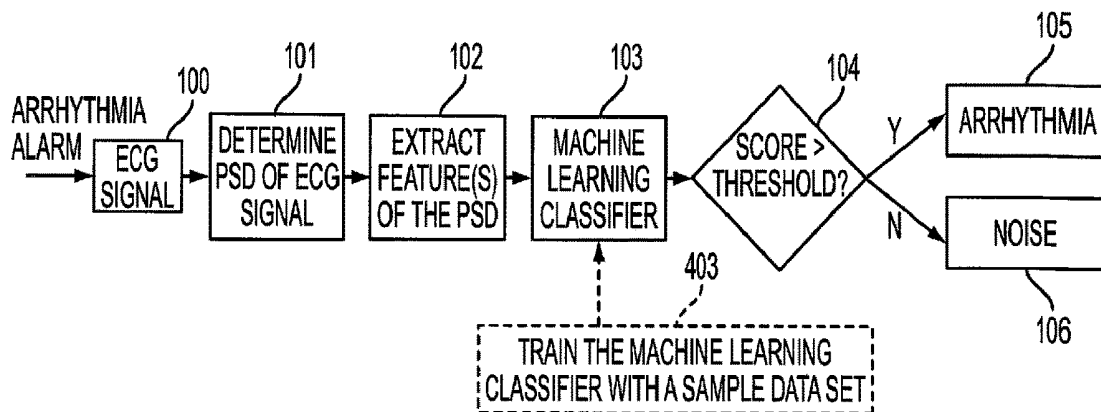 100
101
102
103
104
105
ARRHYTHMIA
ALARM
ECG
SIGNAL
DETERMINE
PSD OF ECG
SIGNAL
EXTRACT
FEATURE(S)
OF THE PSD
MACHINE
LEARNING
CLASSIFIER
SCORE >
THRESHOLD?
Y
N
ARRHYTHMIA
NOISE
106
403
TRAIN THE MACHINE LEARNING
CLASSIFIER WITH A SAMPLE DATA SET